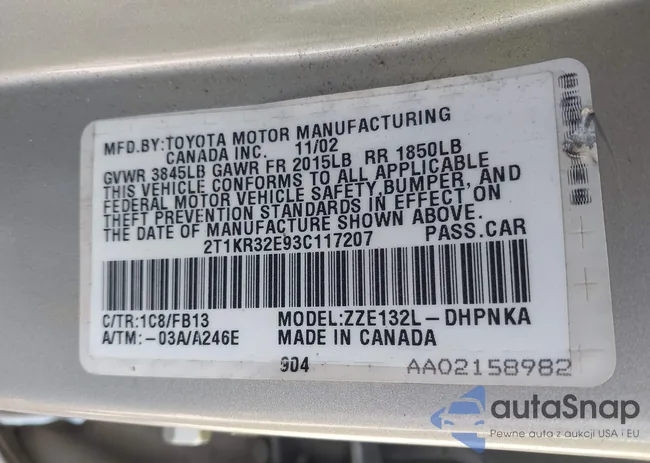 MFD.BY:TOYOTA MOTOR MANUFACTURING
CANADA INC. 11/02
GVWR 3845LB GAWR FR 2015LB RR 1850LB
THIS VEHICLE CONFORMS TO ALL APPLICABLE
FEDERAL MOTOR VEHICLE SAFETY,BUMPER, AND
THEFT PREVENTION STANDARDS IN EFFECT ON
THE DATE OF MANUFACTURE SHOWN ABOVE.
2T1KR32E93C117207 PASS.CAR
C/TR:1C8/FB13 MODEL:ZZE132L-DHPNKA
A/TM:-03A/A246E MADE IN CANADA
904 AA02158982
autaSnap
Pewne auta z aukcji USA i EU